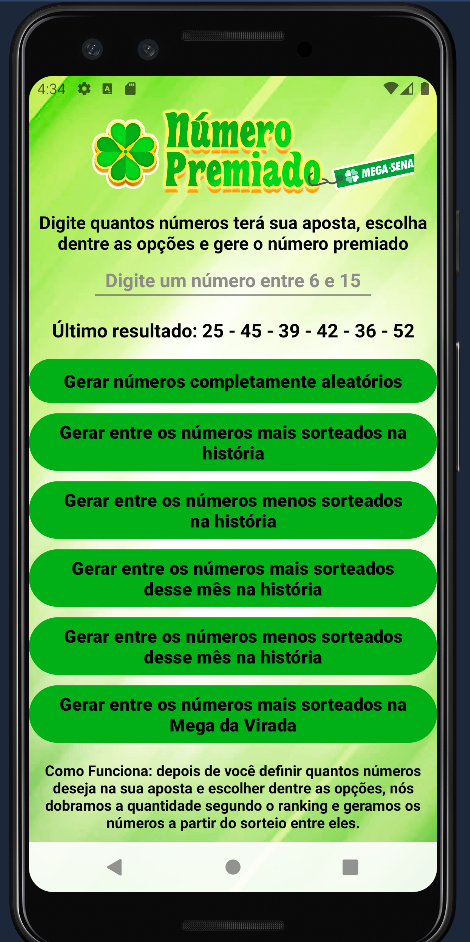 4:34
Número
Premiado
MEGA-SENA
Digite quantos números terá sua aposta, escolha
dentre as opções e gere o número premiado
Digite um número entre 6 e 15
Último resultado: 25 - 45 - 39 - 42 - 36 - 52
Gerar números completamente aleatórios
Gerar entre os números mais sorteados na
história
Gerar entre os números menos sorteados
na história
Gerar entre os números mais sorteados
desse mês na história
Gerar entre os números menos sorteados
desse mês na história
Gerar entre os números mais sorteados na
Mega da Virada
Como Funciona: depois de você definir quantos números
deseja na sua aposta e escolher dentre as opções, nós
dobramos a quantidade segundo o ranking e geramos os
números a partir do sorteio entre eles.